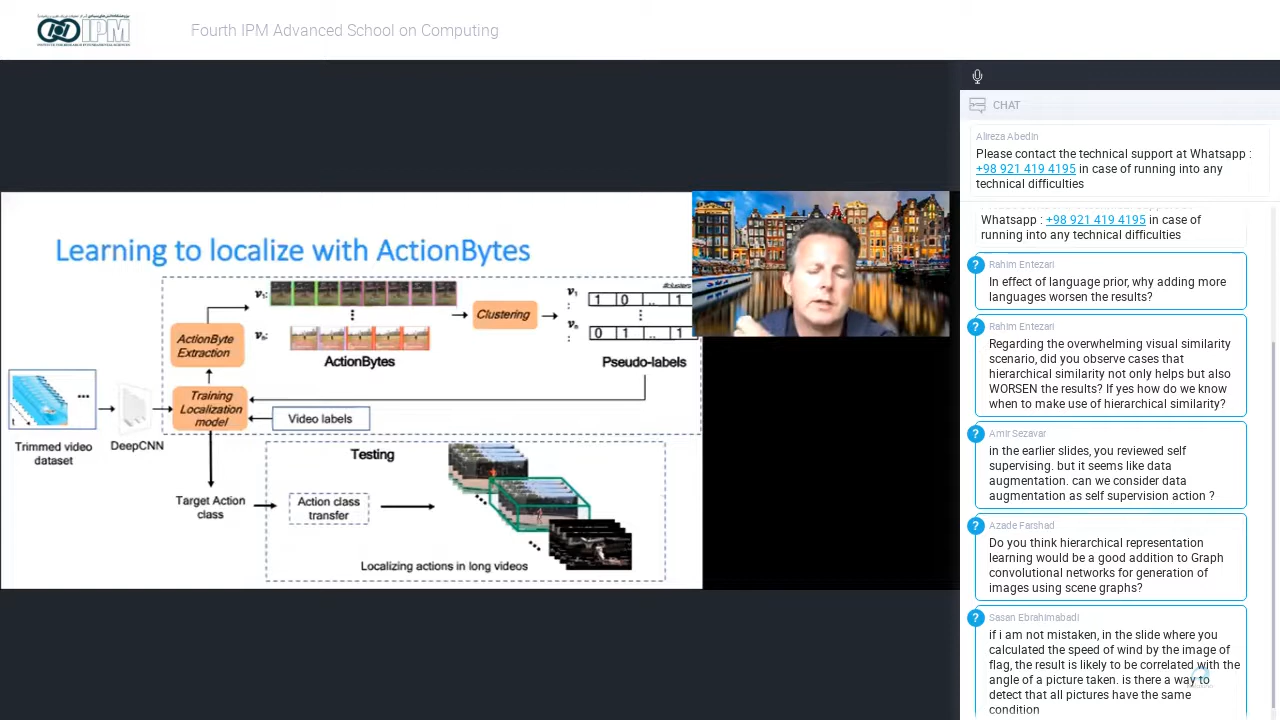 IPM
Fourth IPM Advanced School on Computing
Learning to localize with ActionBytes
#clusters
v1:
v1
:
1 0 .. 1
Clustering
ActionByte
Extraction
vn:
vn
:
0 1 .. 1
ActionBytes
Pseudo-labels
Training
Localization
model
Video labels
...
t
Trimmed video
dataset
DeepCNN
Testing
Target Action
class
Action class
transfer
Localizing actions in long videos
CHAT
Alireza Abedin
Please contact the technical support at Whatsapp :
+98 921 419 4195 in case of running into any
technical difficulties
Whatsapp : +98 921 419 4195 in case of
running into any technical difficulties
?
Rahim Entezari
In effect of language prior, why adding more
languages worsen the results?
?
Rahim Entezari
Regarding the overwhelming visual similarity
scenario, did you observe cases that
hierarchical similarity not only helps but also
WORSEN the results? If yes how do we know
when to make use of hierarchical similarity?
?
Amir Sezavar
in the earlier slides, you reviewed self
supervising. but it seems like data
augmentation. can we consider data
augmentation as self supervision action ?
?
Azade Farshad
Do you think hierarchical representation
learning would be a good addition to Graph
convolutional networks for generation of
images using scene graphs?
?
Sasan Ebrahimabadi
if i am not mistaken, in the slide where you
calculated the speed of wind by the image of
flag, the result is likely to be correlated with the
angle of a picture taken. is there a way to
detect that all pictures have the same
condition